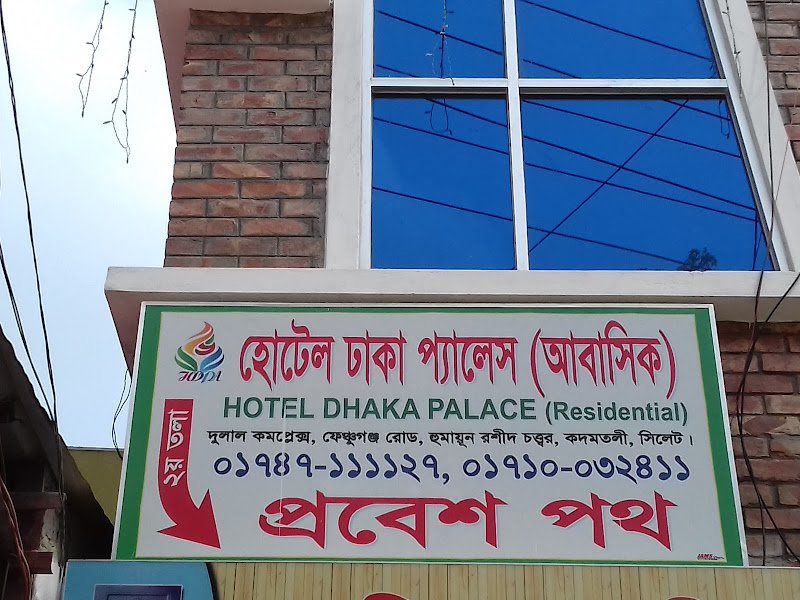 হোটেল ঢাকা প্যালেস (আবাসিক)
HOTEL DHAKA PALACE (Residential)
দুলাল কমপ্লেক্স, ফেঞ্চুগঞ্জ রোড, হুমায়ূন রশীদ চত্ত্বর, কদমতলী, সিলেট।
০১৭৪৭-১১১১২৭, ০১৭১০-০৩২৪১১
২য় তলা
প্রবেশ পথ